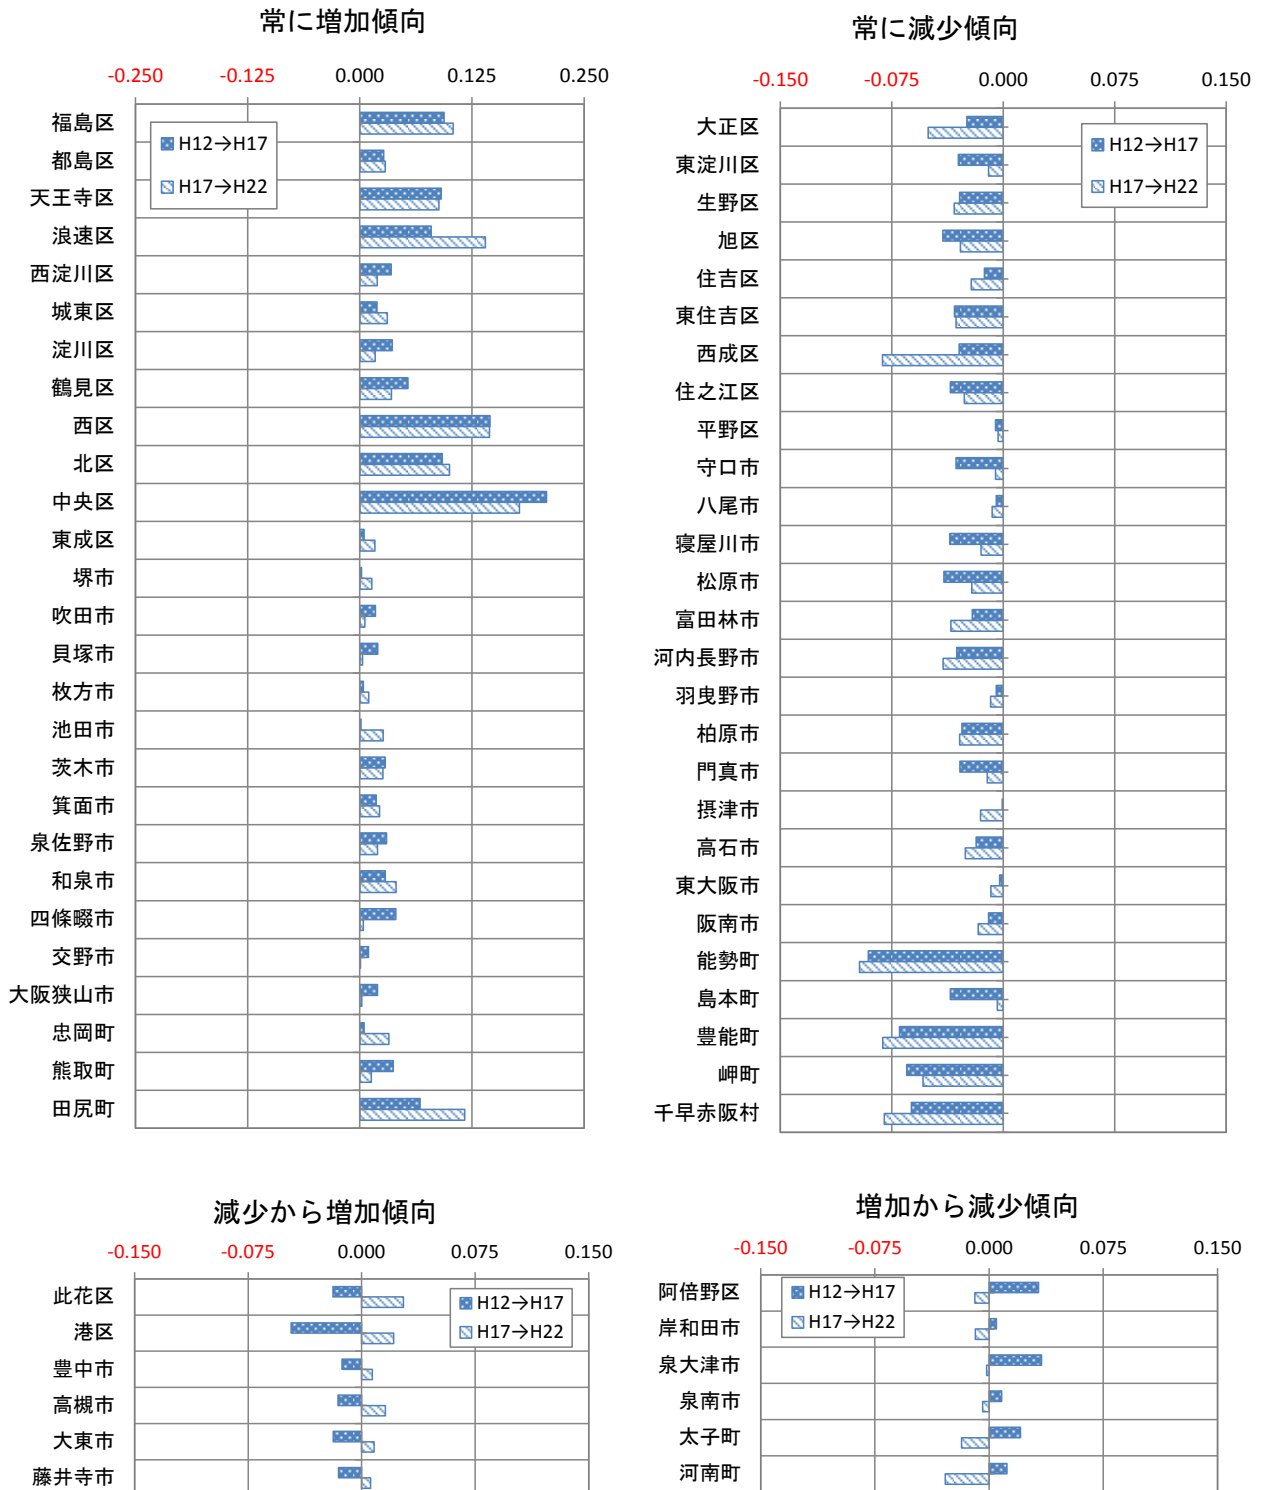 常に増加傾向
-0.250 -0.125 0.000 0.125 0.250
H12→H17
H17→H22
福島区
都島区
天王寺区
浪速区
西淀川区
城東区
淀川区
鶴見区
西区
北区
中央区
東成区
堺市
吹田市
貝塚市
枚方市
池田市
茨木市
箕面市
泉佐野市
和泉市
四條畷市
交野市
大阪狭山市
忠岡町
熊取町
田尻町
常に減少傾向
-0.150 -0.075 0.000 0.075 0.150
H12→H17
H17→H22
大正区
東淀川区
生野区
旭区
住吉区
東住吉区
西成区
住之江区
平野区
守口市
八尾市
寝屋川市
松原市
富田林市
河内長野市
羽曳野市
柏原市
門真市
摂津市
高石市
東大阪市
阪南市
能勢町
島本町
豊能町
岬町
千早赤阪村
減少から増加傾向
-0.150 -0.075 0.000 0.075 0.150
H12→H17
H17→H22
此花区
港区
豊中市
高槻市
大東市
藤井寺市
増加から減少傾向
-0.150 -0.075 0.000 0.075 0.150
H12→H17
H17→H22
阿倍野区
岸和田市
泉大津市
泉南市
太子町
河南町